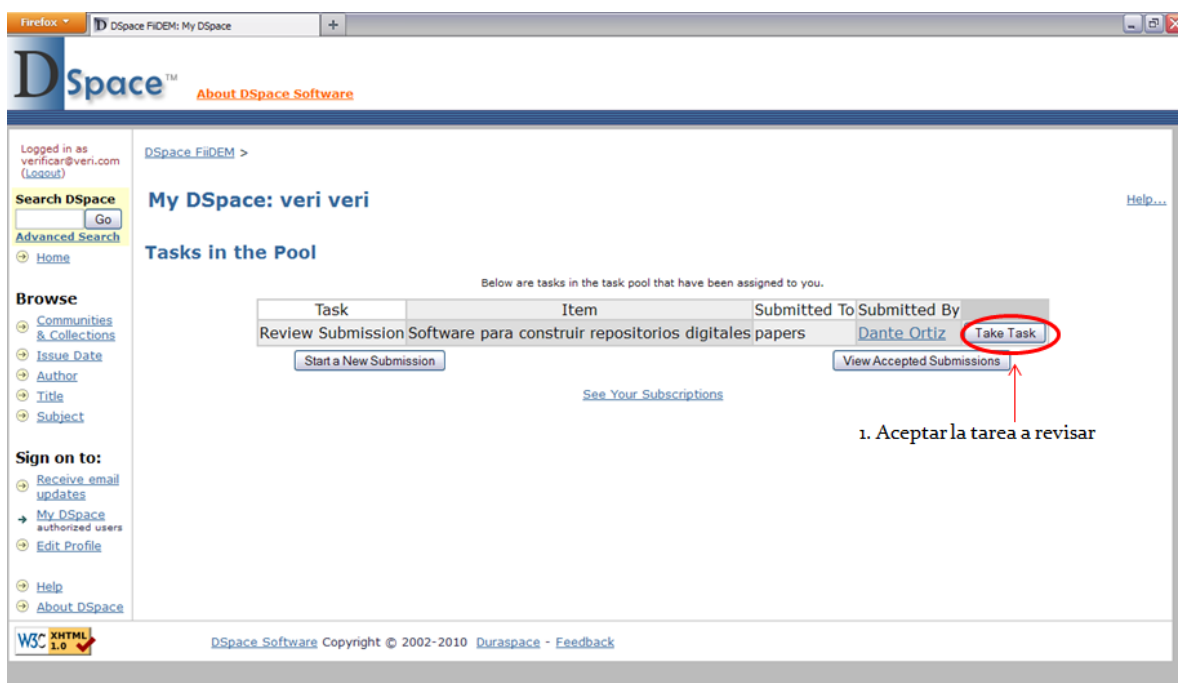 Firefox
DSpace FiiDEM: My DSpace
+
DSpace™
About DSpace Software
Logged in as
verificar@veri.com
(Logout)
Search DSpace
Go
Advanced Search
Home
Browse
Communities
& Collections
Issue Date
Author
Title
Subject
Sign on to:
Receive email
updates
My DSpace
authorized users
Edit Profile
Help
About DSpace
DSpace FiiDEM >
My DSpace: veri veri
Help...
Tasks in the Pool
Below are tasks in the task pool that have been assigned to you.
Task Item Submitted To Submitted By
Review Submission Software para construir repositorios digitales papers Dante Ortiz Take Task
Start a New Submission View Accepted Submissions
See Your Subscriptions
1. Aceptar la tarea a revisar
W3C XHTML 1.0
DSpace Software Copyright © 2002-2010 Duraspace - Feedback